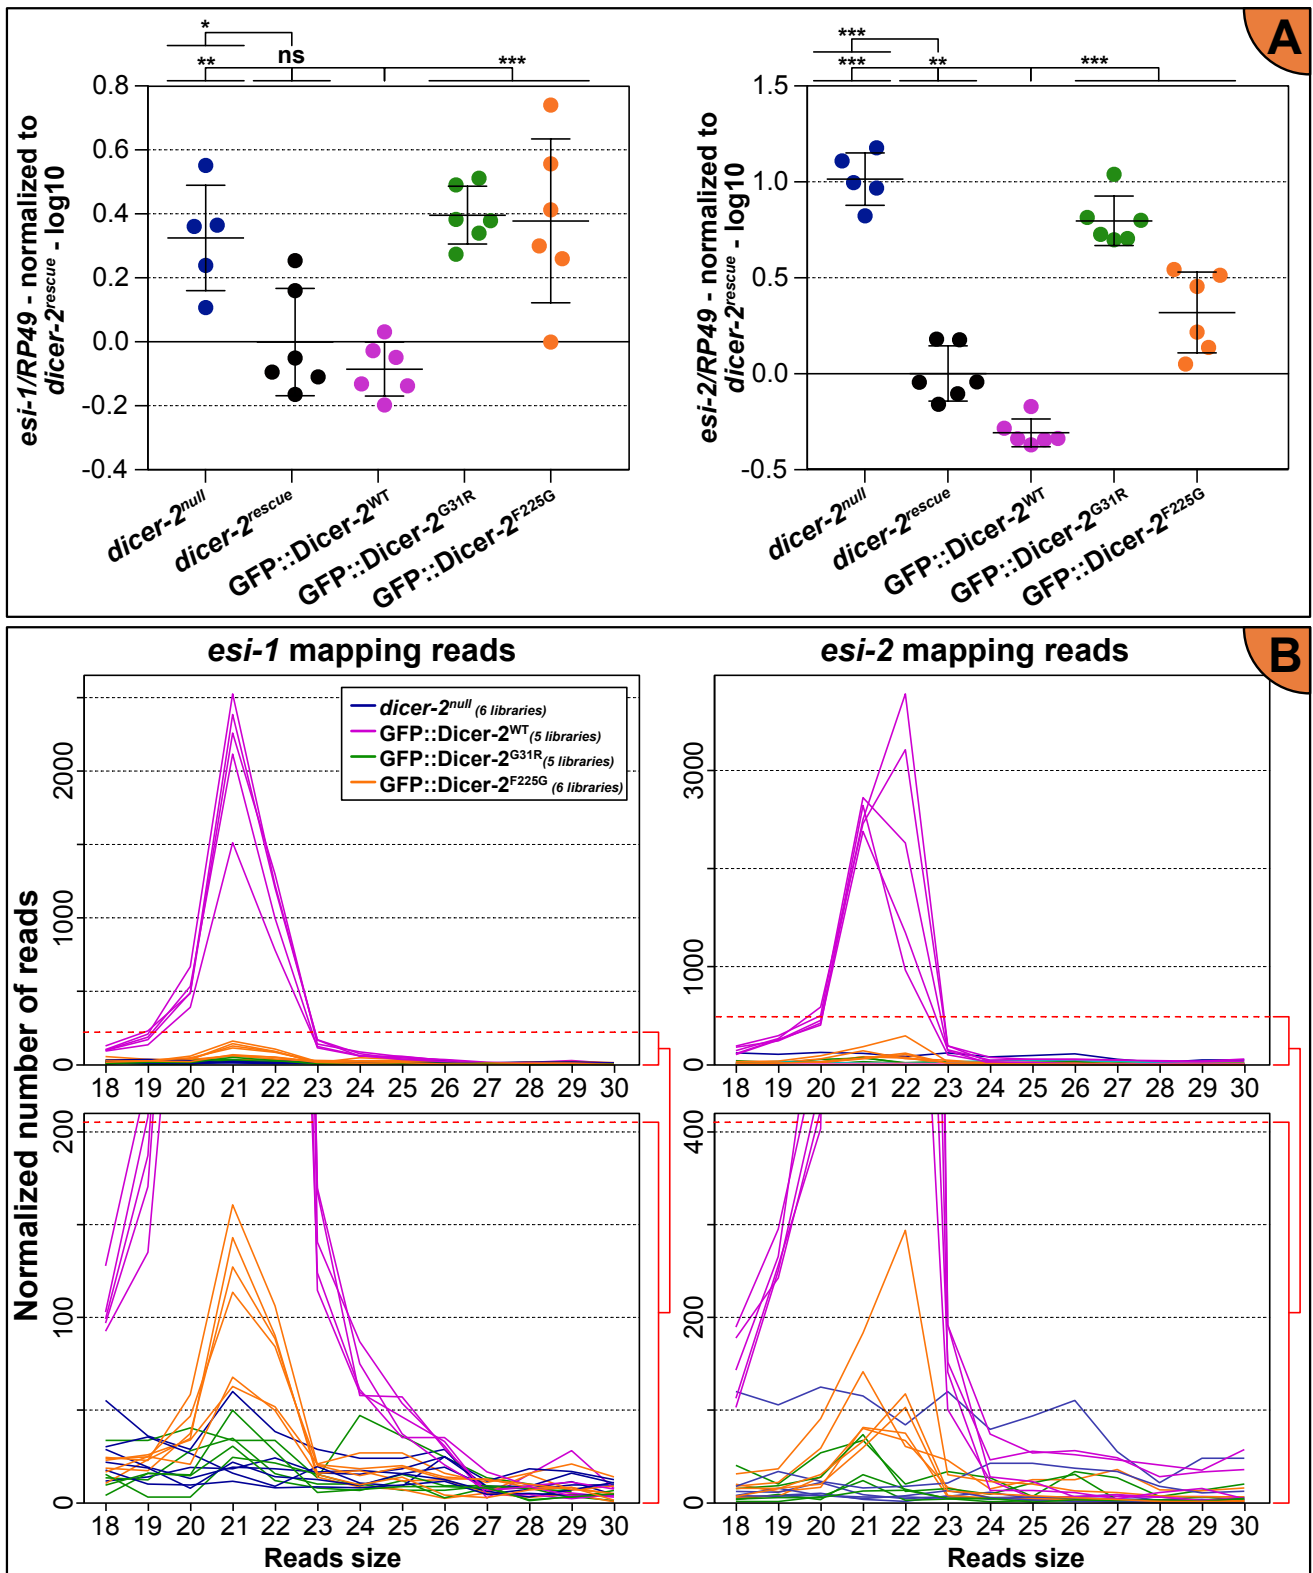 A
*
** ns ***
esi-1/RP49 - normalized to
dicer-2rescue - log10
0.8
0.6
0.4
0.2
0.0
-0.2
-0.4
dicer-2null
dicer-2rescue
GFP::Dicer-2WT
GFP::Dicer-2G31R
GFP::Dicer-2F225G
***
*** ** ***
esi-2/RP49 - normalized to
dicer-2rescue - log10
1.5
1.0
0.5
0.0
-0.5
dicer-2null
dicer-2rescue
GFP::Dicer-2WT
GFP::Dicer-2G31R
GFP::Dicer-2F225G
B
Normalized number of reads
esi-1 mapping reads
dicer-2null (6 libraries)
GFP::Dicer-2WT (5 libraries)
GFP::Dicer-2G31R (5 libraries)
GFP::Dicer-2F225G (6 libraries)
2000
1000
0
18 19 20 21 22 23 24 25 26 27 28 29 30
200
100
0
18 19 20 21 22 23 24 25 26 27 28 29 30
Reads size
esi-2 mapping reads
3000
1000
0
18 19 20 21 22 23 24 25 26 27 28 29 30
400
200
0
18 19 20 21 22 23 24 25 26 27 28 29 30
Reads size